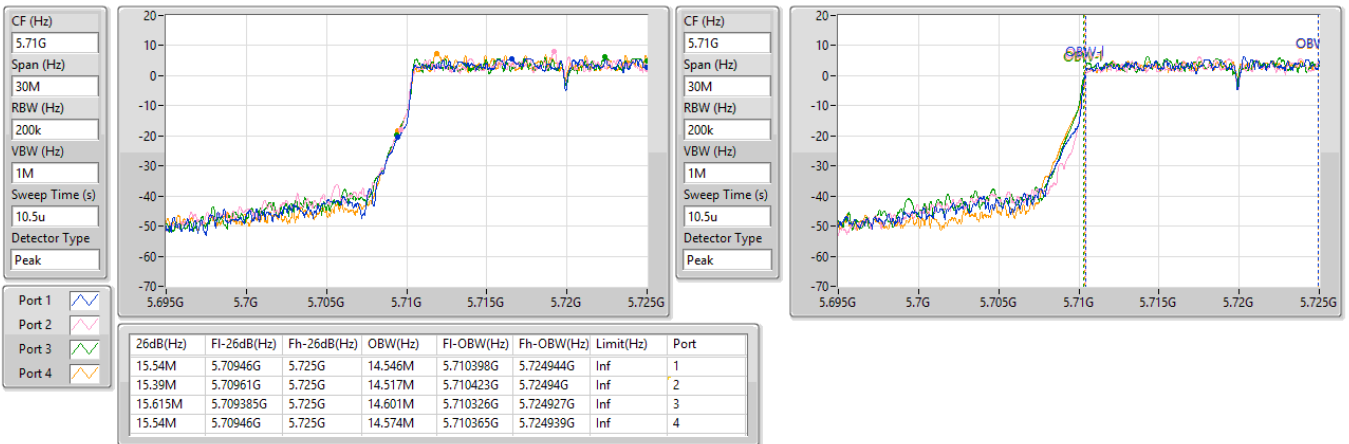 CF (Hz)
5.71G
Span (Hz)
30M
RBW (Hz)
200k
VBW (Hz)
1M
Sweep Time (s)
10.5u
Detector Type
Peak
20
10
0
-10
-20
-30
-40
-50
-60
-70
5.695G 5.7G 5.705G 5.71G 5.715G 5.72G 5.725G
CF (Hz)
5.71G
Span (Hz)
30M
RBW (Hz)
200k
VBW (Hz)
1M
Sweep Time (s)
10.5u
Detector Type
Peak
20
10
0
-10
-20
-30
-40
-50
-60
-70
OBW-l
OBW
5.695G 5.7G 5.705G 5.71G 5.715G 5.72G 5.725G
Port 1
Port 2
Port 3
Port 4
26dB(Hz) Fl-26dB(Hz) Fh-26dB(Hz) OBW(Hz) Fl-OBW(Hz) Fh-OBW(Hz) Limit(Hz) Port
15.54M 5.70946G 5.725G 14.546M 5.710398G 5.724944G Inf 1
15.39M 5.70961G 5.725G 14.517M 5.710423G 5.72494G Inf 2
15.615M 5.709385G 5.725G 14.601M 5.710326G 5.724927G Inf 3
15.54M 5.70946G 5.725G 14.574M 5.710365G 5.724939G Inf 4